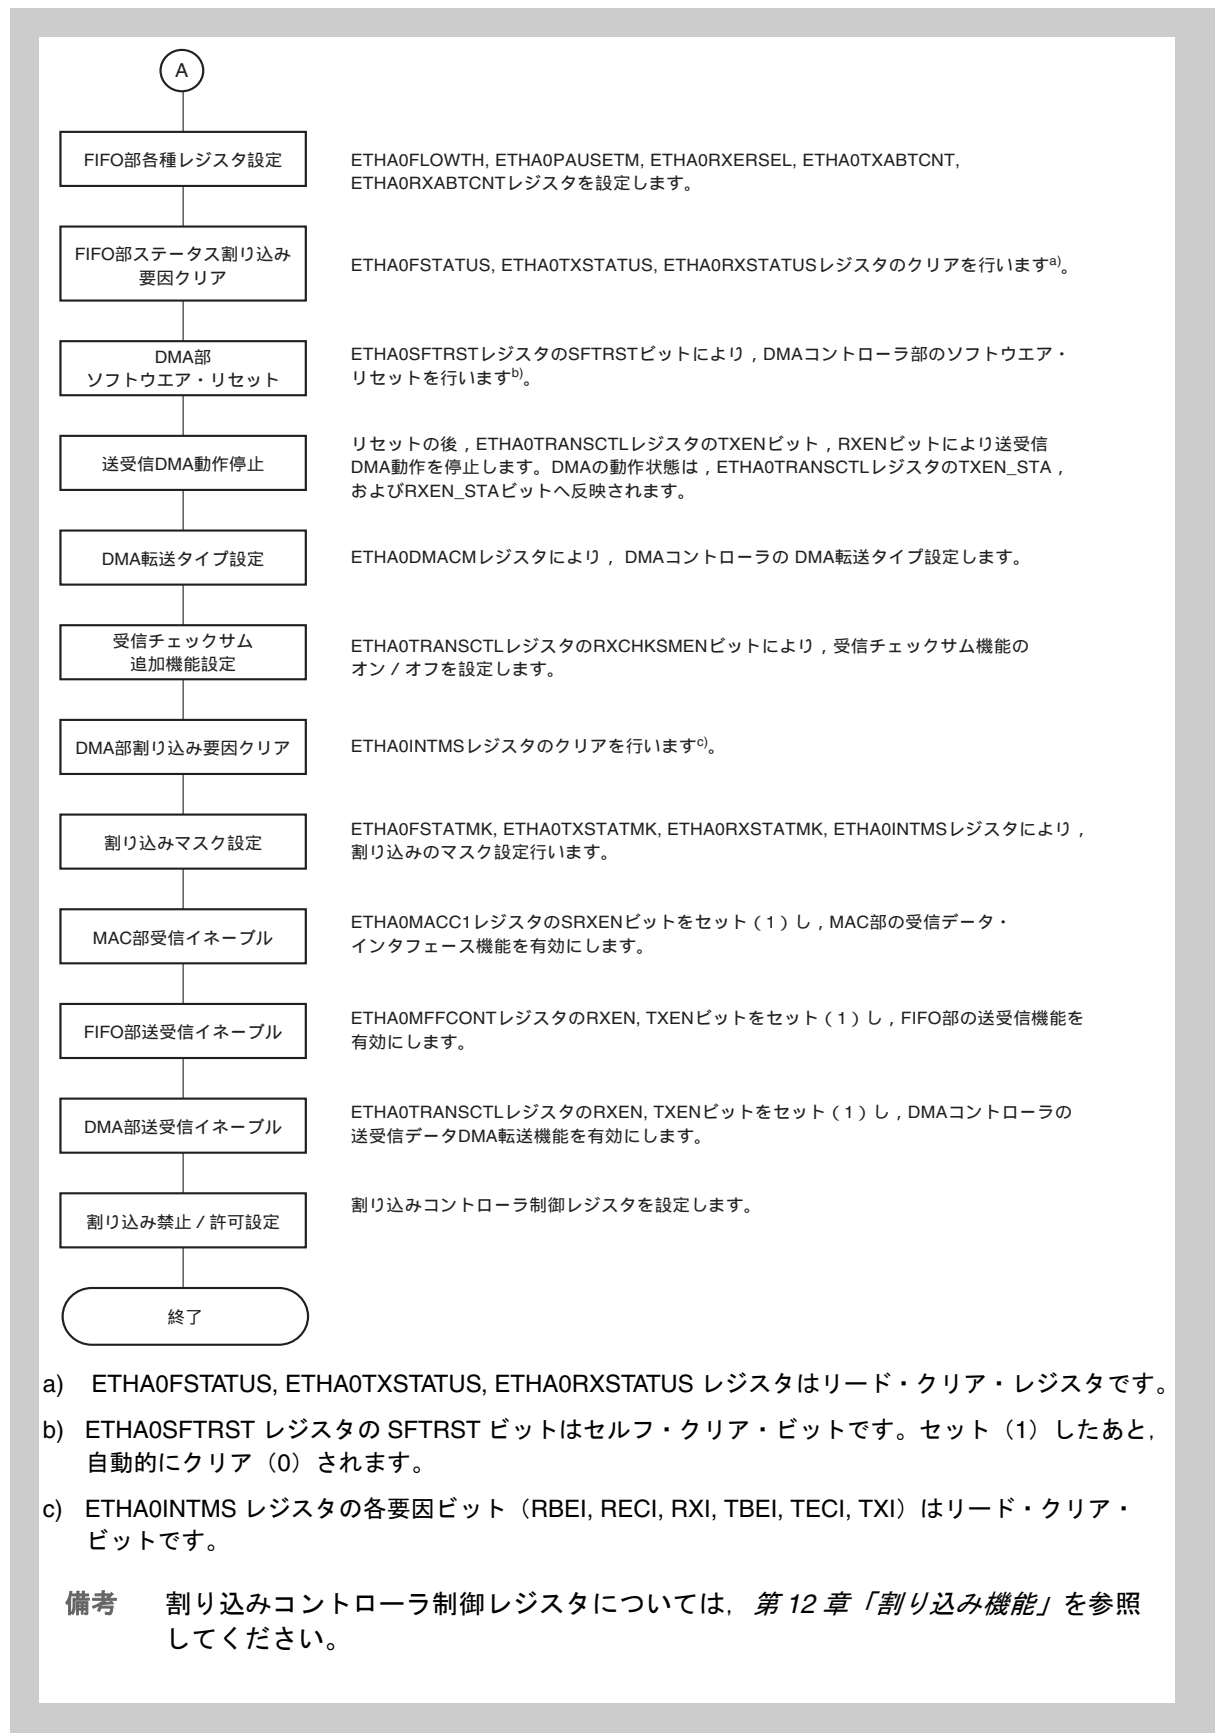 A
FIFO部各種レジスタ設定
ETHA0FLOWTH, ETHA0PAUSETM, ETHA0RXERSEL, ETHA0TXABTCNT,
ETHA0RXABTCNTレジスタを設定します。
FIFO部ステータス割り込み
要因クリア
ETHA0FSTATUS, ETHA0TXSTATUS, ETHA0RXSTATUSレジスタのクリアを行いますa)。
DMA部
ソフトウエア・リセット
ETHA0SFTRSTレジスタのSFTRSTビットにより，DMAコントローラ部のソフトウエア・
リセットを行いますb)。
送受信DMA動作停止
リセットの後，ETHA0TRANSCTLレジスタのTXENビット，RXENビットにより送受信
DMA動作を停止します。DMAの動作状態は，ETHA0TRANSCTLレジスタのTXEN_STA，
およびRXEN_STAビットへ反映されます。
DMA転送タイプ設定
ETHA0DMACMレジスタにより， DMAコントローラの DMA転送タイプ設定します。
受信チェックサム
追加機能設定
ETHA0TRANSCTLレジスタのRXCHKSMENビットにより，受信チェックサム機能の
オン／オフを設定します。
DMA部割り込み要因クリア
ETHA0INTMSレジスタのクリアを行いますc)。
割り込みマスク設定
ETHA0FSTATMK, ETHA0TXSTATMK, ETHA0RXSTATMK, ETHA0INTMSレジスタにより，
割り込みのマスク設定行います。
MAC部受信イネーブル
ETHA0MACC1レジスタのSRXENビットをセット（1）し，MAC部の受信データ・
インタフェース機能を有効にします。
FIFO部送受信イネーブル
ETHA0MFFCONTレジスタのRXEN, TXENビットをセット（1）し，FIFO部の送受信機能を
有効にします。
DMA部送受信イネーブル
ETHA0TRANSCTLレジスタのRXEN, TXENビットをセット（1）し，DMAコントローラの
送受信データDMA転送機能を有効にします。
割り込み禁止／許可設定
割り込みコントローラ制御レジスタを設定します。
終了
a) ETHA0FSTATUS, ETHA0TXSTATUS, ETHA0RXSTATUS レジスタはリード・クリア・レジスタです。
b) ETHA0SFTRST レジスタの SFTRST ビットはセルフ・クリア・ビットです。セット（1）したあと，
自動的にクリア（0）されます。
c) ETHA0INTMS レジスタの各要因ビット（RBEI, RECI, RXI, TBEI, TECI, TXI）はリード・クリア・
ビットです。
備考 割り込みコントローラ制御レジスタについては，第 12 章「割り込み機能」を参照
してください。